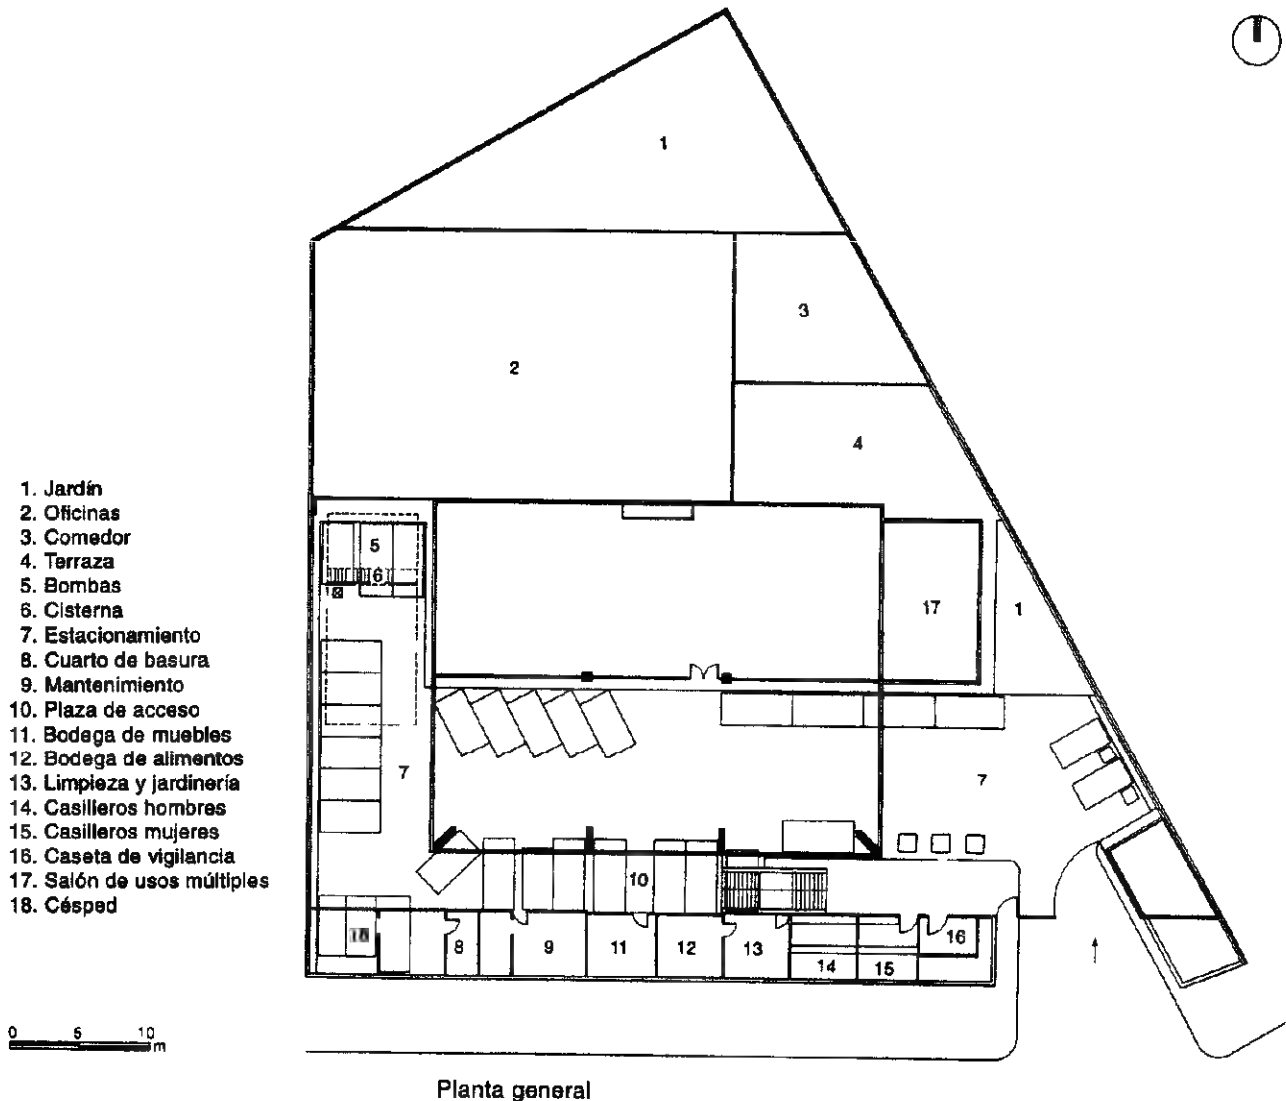 1
3
2
4
1. Jardín
2. Oficinas
3. Comedor
4. Terraza
5. Bombas
6. Cisterna
7. Estacionamiento
8. Cuarto de basura
9. Mantenimiento
10. Plaza de acceso
11. Bodega de muebles
12. Bodega de alimentos
13. Limpieza y jardinería
14. Casilleros hombres
15. Casilleros mujeres
16. Caseta de vigilancia
17. Salón de usos múltiples
18. Césped
5
6
17
1
7
7
10
18
8
9
11
12
13
14
15
16
0 5 10
m
Planta general